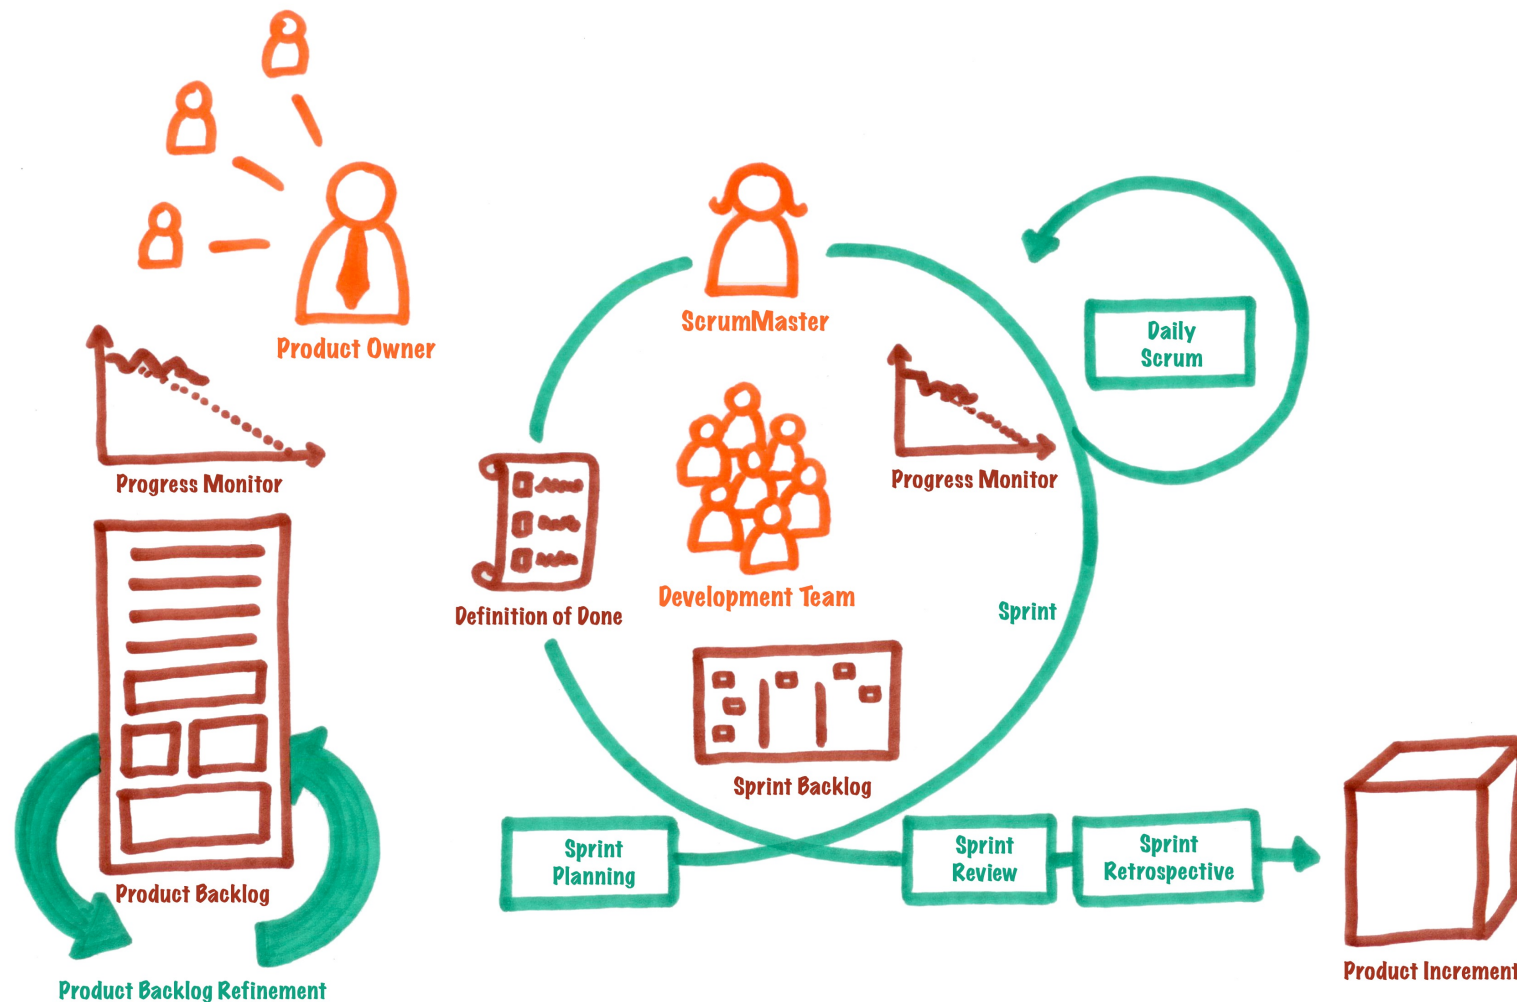 Product Owner
ScrumMaster
Daily
Scrum
Progress Monitor
Progress Monitor
Definition of Done
Development Team
Sprint
Sprint Backlog
Sprint
Planning
Sprint
Review
Sprint
Retrospective
Product Backlog
Product Increment
Product Backlog Refinement